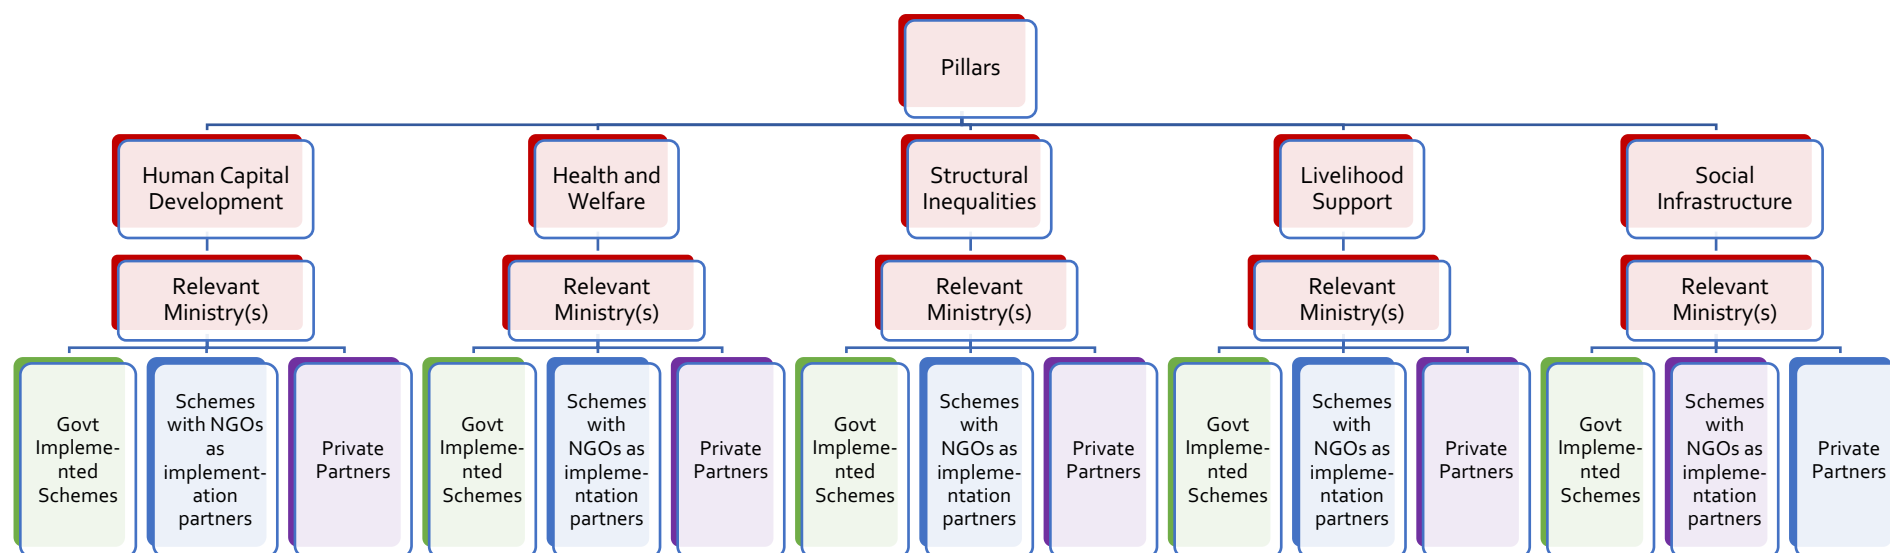 Pillars
Human Capital
Development
Health and
Welfare
Structural
Inequalities
Livelihood
Support
Social
Infrastructure
Relevant
Ministry(s)
Relevant
Ministry(s)
Relevant
Ministry(s)
Relevant
Ministry(s)
Relevant
Ministry(s)
Govt
Impleme-
nted
Schemes
Schemes
with NGOs
as
implement-
ation
partners
Private
Partners
Govt
Impleme-
nted
Schemes
Schemes
with
NGOs as
impleme-
ntation
partners
Private
Partners
Govt
Impleme-
nted
Schemes
Schemes
with
NGOs as
impleme-
ntation
partners
Private
Partners
Govt
Impleme-
nted
Schemes
Schemes
with
NGOs as
impleme-
ntation
partners
Private
Partners
Govt
Impleme-
nted
Schemes
Schemes
with
NGOs as
impleme-
ntation
partners
Private
Partners